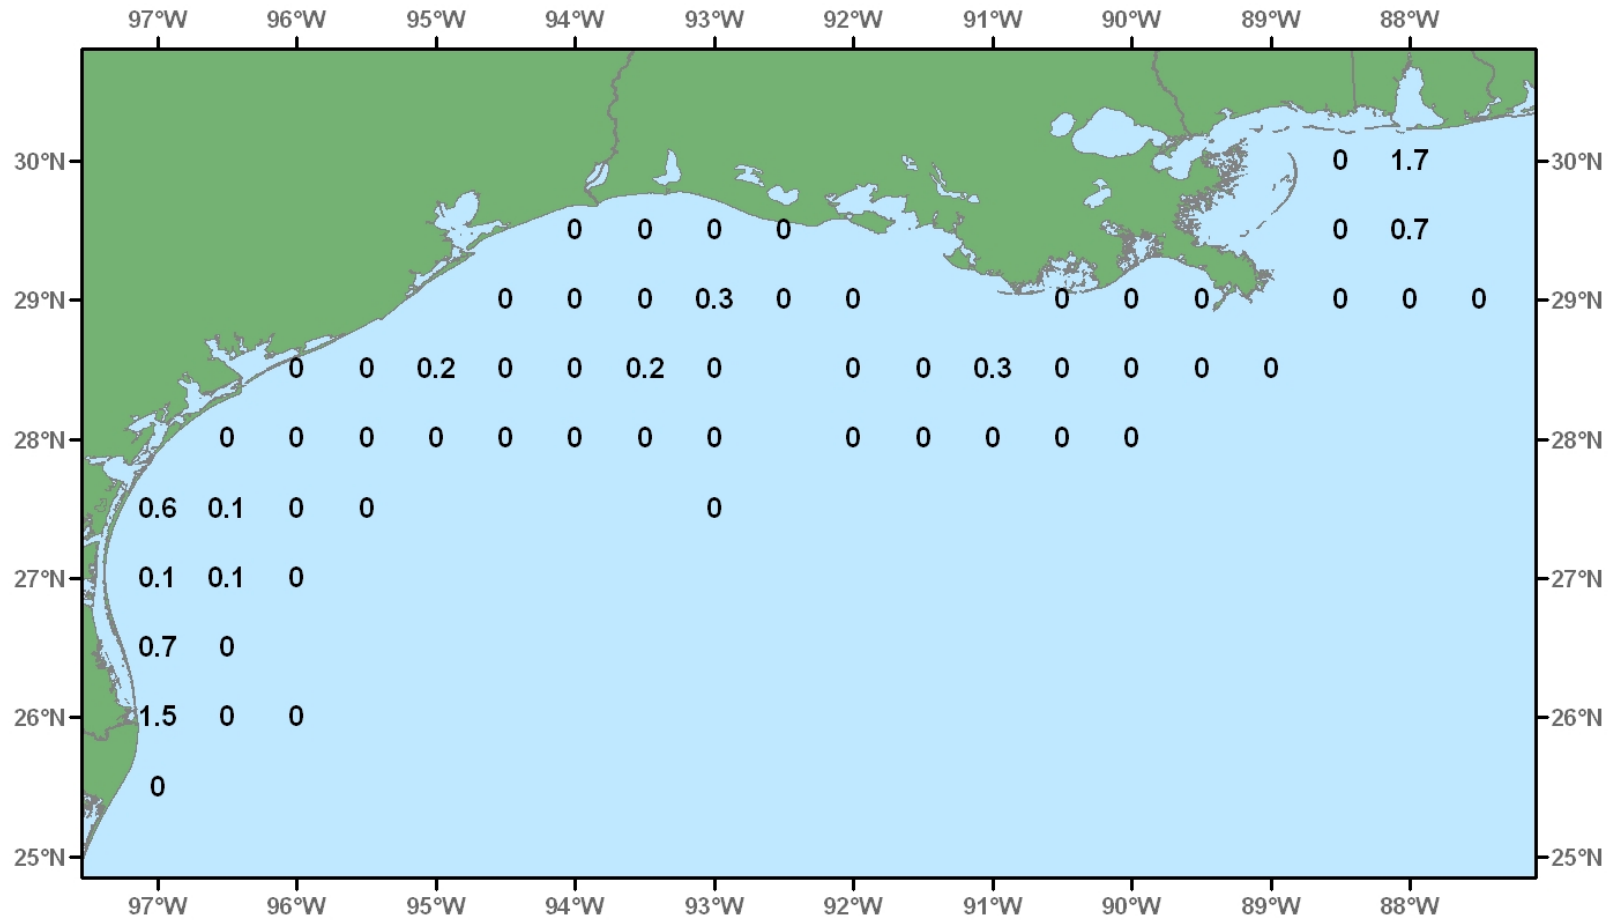 97°W 96°W 95°W 94°W 93°W 92°W 91°W 90°W 89°W 88°W
30°N 0 1.7 30°N
0 0 0 0 0 0.7
29°N 0 0 0 0.3 0 0 0 0 0 0 0 0 29°N
0 0 0.2 0 0 0.2 0 0 0 0.3 0 0 0 0
28°N 0 0 0 0 0 0 0 0 0 0 0 0 0 28°N
0.6 0.1 0 0 0
27°N 0.1 0.1 0 27°N
0.7 0
26°N 1.5 0 0 26°N
0
25°N 25°N
97°W 96°W 95°W 94°W 93°W 92°W 91°W 90°W 89°W 88°W